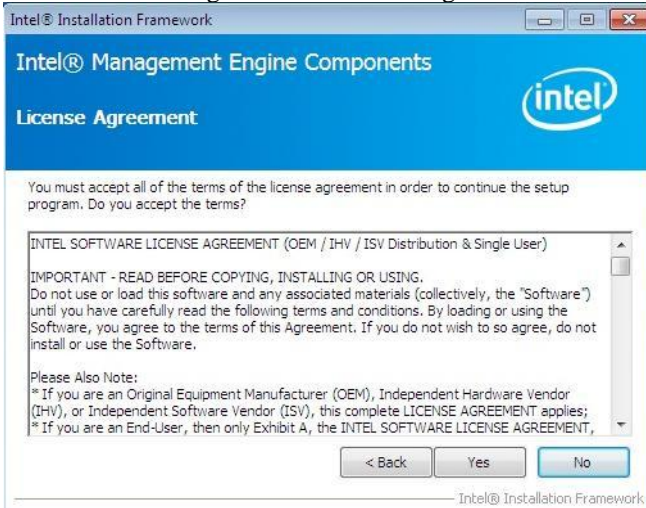 Intel® Installation Framework
Intel® Management Engine Components
License Agreement
intel
You must accept all of the terms of the license agreement in order to continue the setup
program. Do you accept the terms?
INTEL SOFTWARE LICENSE AGREEMENT (OEM / IHV / ISV Distribution & Single User)
IMPORTANT - READ BEFORE COPYING, INSTALLING OR USING.
Do not use or load this software and any associated materials (collectively, the "Software")
until you have carefully read the following terms and conditions. By loading or using the
Software, you agree to the terms of this Agreement. If you do not wish to so agree, do not
install or use the Software.
Please Also Note:
* If you are an Original Equipment Manufacturer (OEM), Independent Hardware Vendor
(IHV), or Independent Software Vendor (ISV), this complete LICENSE AGREEMENT applies;
* If you are an End-User, then only Exhibit A, the INTEL SOFTWARE LICENSE AGREEMENT,
< Back Yes No
Intel® Installation Framework